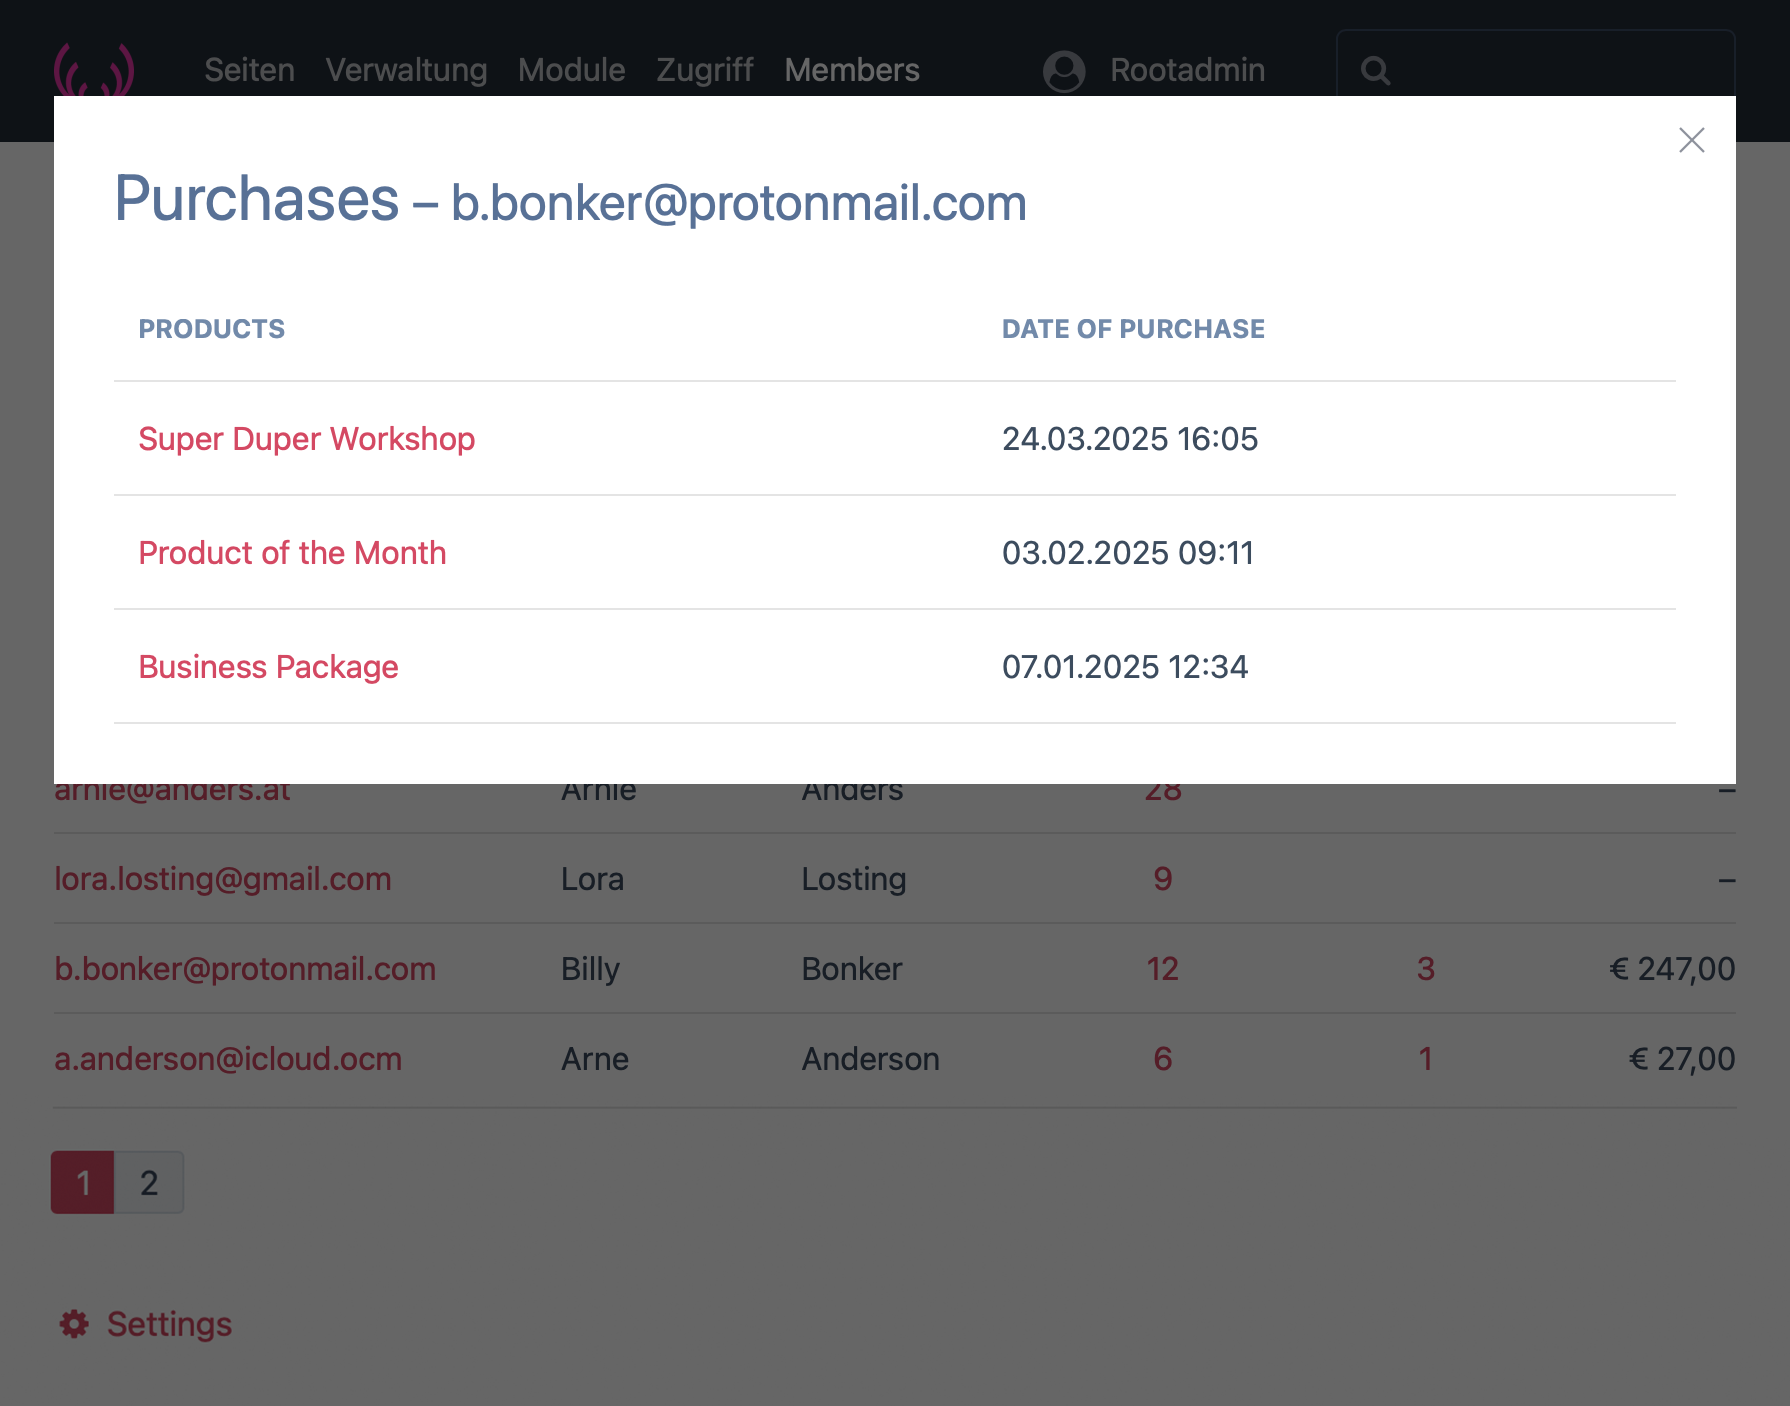 Seiten Verwaltung Module Zugriff Members Rootadmin
Purchases – b.bonker@protonmail.com
PRODUCTS DATE OF PURCHASE
Super Duper Workshop 24.03.2025 16:05
Product of the Month 03.02.2025 09:11
Business Package 07.01.2025 12:34
arnie@anders.at Arnie Anders 28 –
lora.losting@gmail.com Lora Losting 9 –
b.bonker@protonmail.com Billy Bonker 12 3 € 247,00
a.anderson@icloud.ocm Arne Anderson 6 1 € 27,00
1 2
Settings